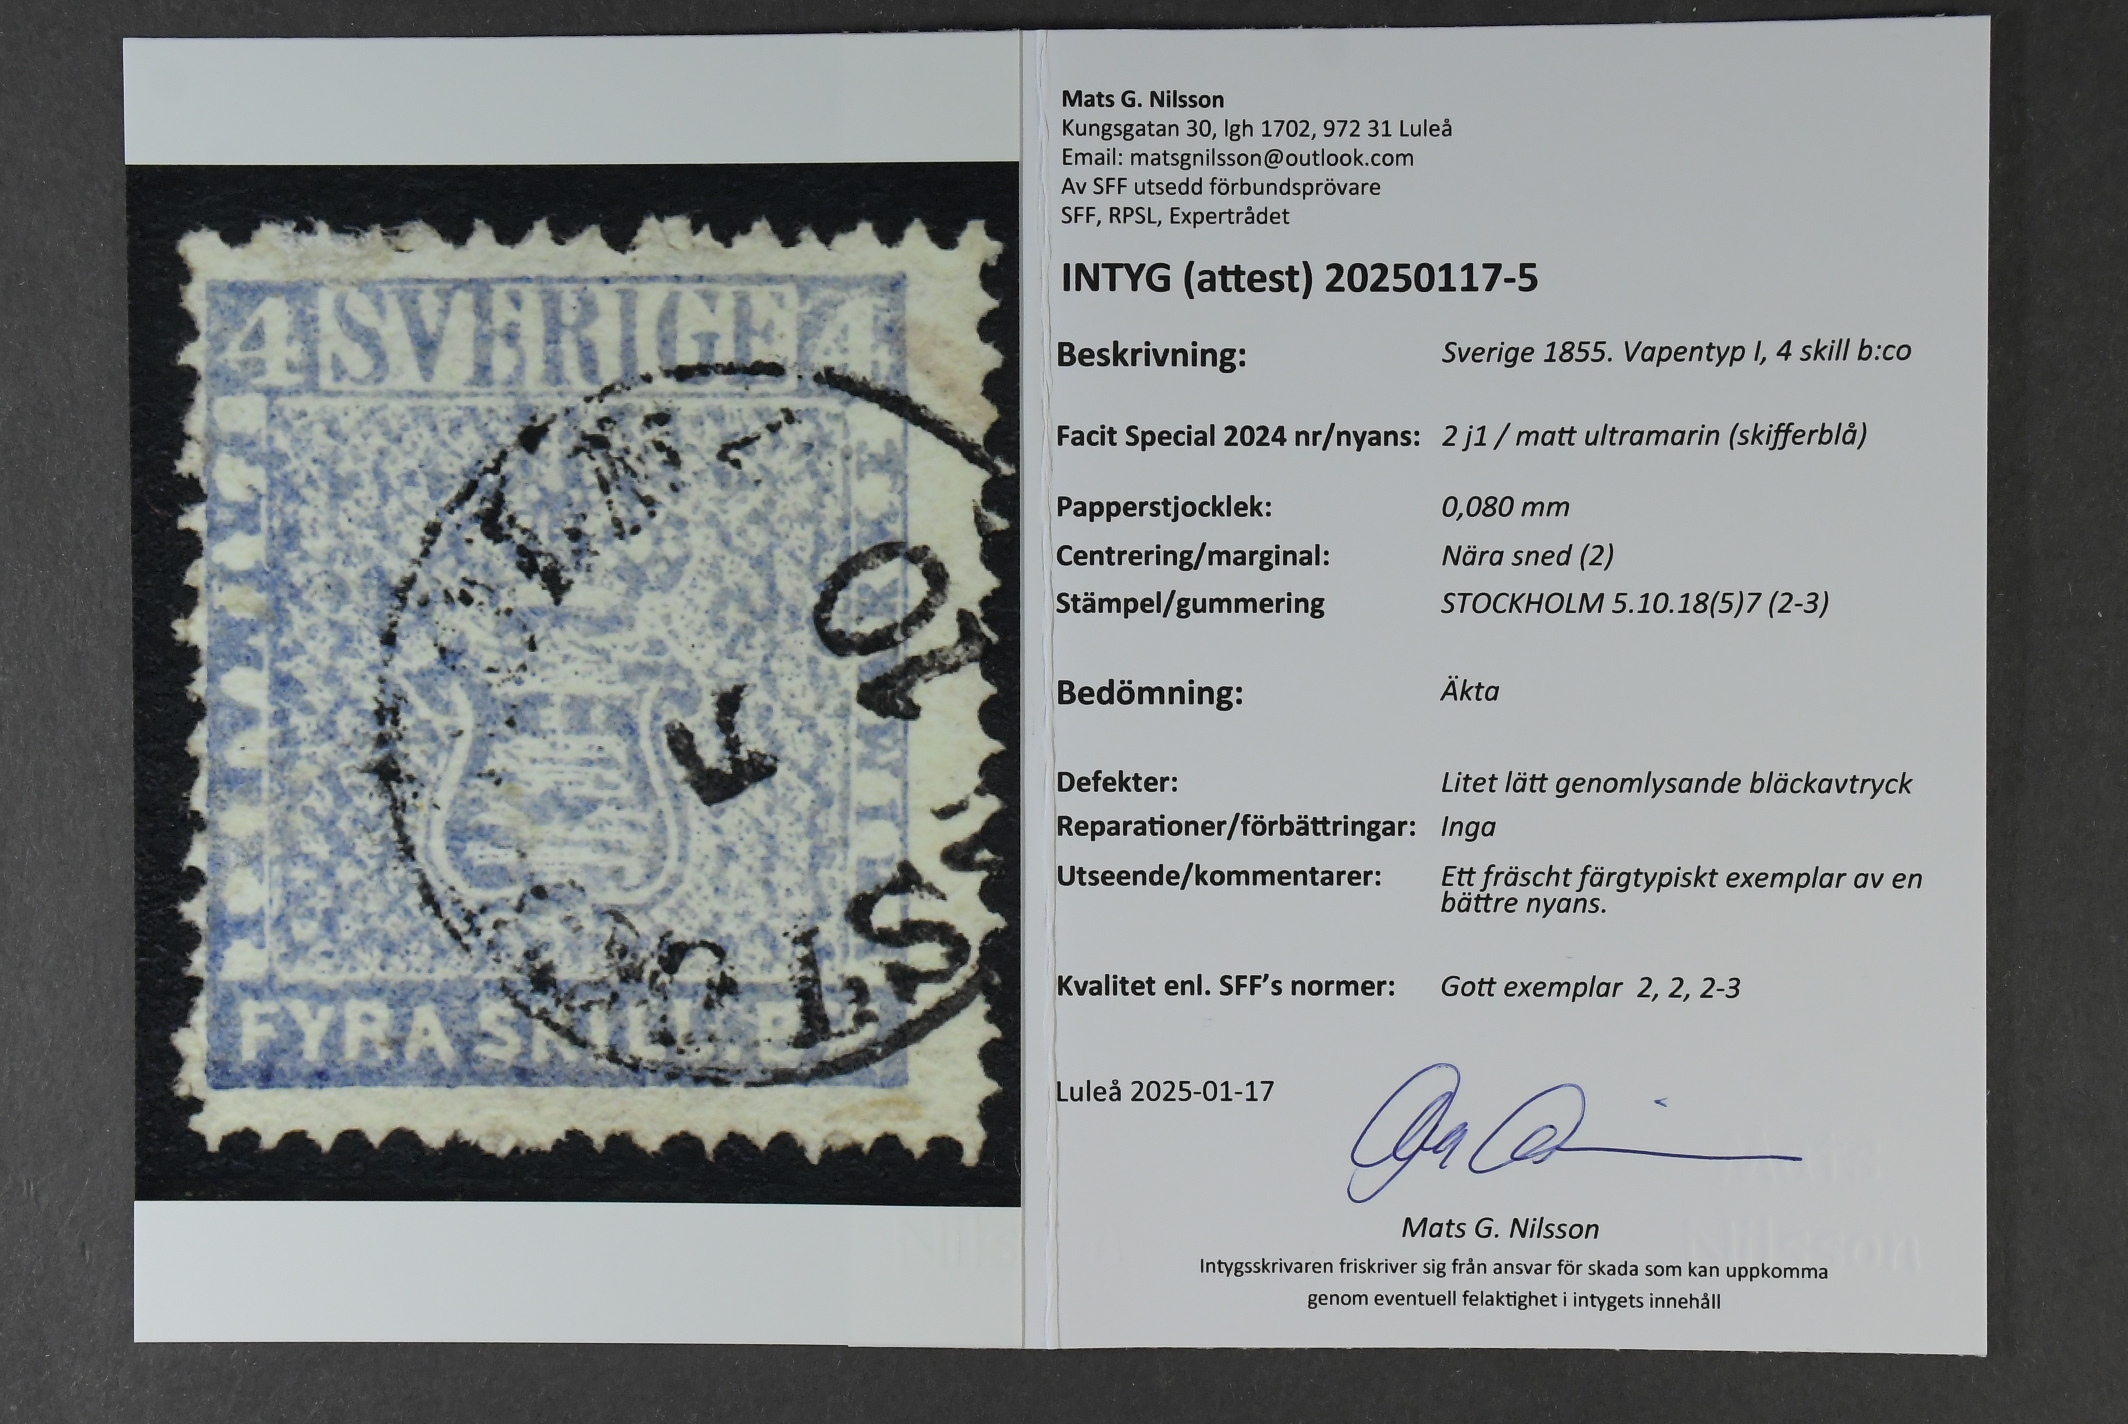 4 SVERIGE 4
FYRA SKILL. B
Mats G. Nilsson
Kungsgatan 30, lgh 1702, 972 31 Luleå
Email: matsgnilsson@outlook.com
Av SFF utsedd förbundsprövare
SFF, RPSL, Expertrådet
INTYG (attest) 20250117-5
Beskrivning: Sverige 1855. Vapentyp I, 4 skill b:co
Facit Special 2024 nr/nyans: 2 j1 / matt ultramarin (skifferblå)
Papperstjocklek: 0,080 mm
Centrering/marginal: Nära sned (2)
Stämpel/gummering STOCKHOLM 5.10.18(5)7 (2-3)
Bedömning: Äkta
Defekter: Litet lätt genomlysande bläckavtryck
Reparationer/förbättringar: Inga
Utseende/kommentarer: Ett fräscht färgtypiskt exemplar av en
bättre nyans.
Kvalitet enl. SFF's normer: Gott exemplar 2, 2, 2-3
Luleå 2025-01-17
Mats G. Nilsson
Intygsskrivaren friskriver sig från ansvar för skada som kan uppkomma
genom eventuell felaktighet i intygets innehåll